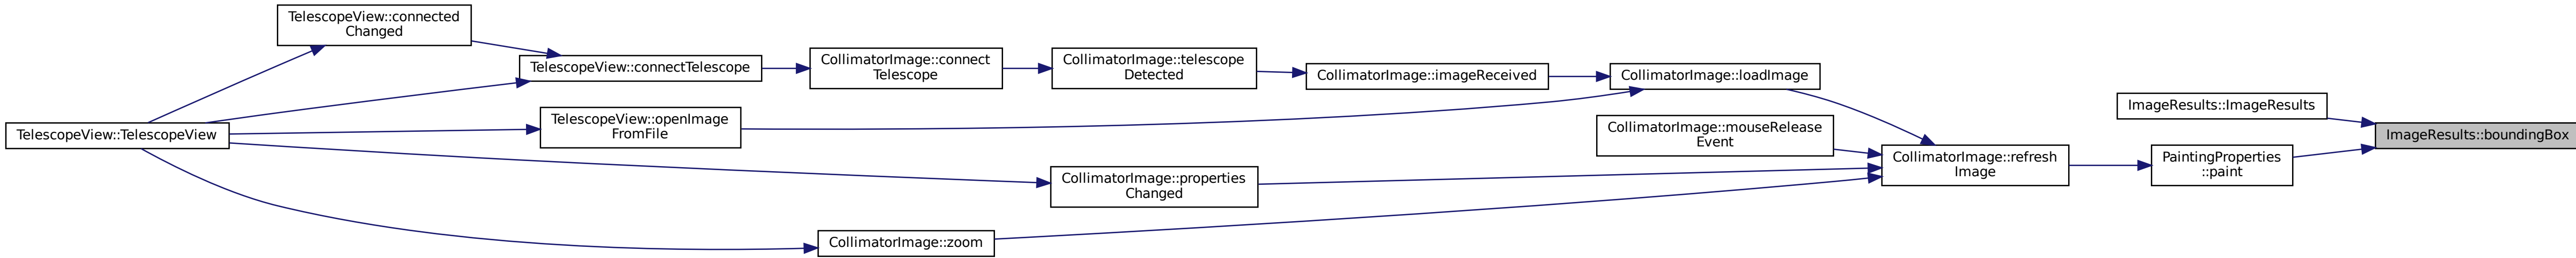 TelescopeView::connected
Changed
TelescopeView::connectTelescope
CollimatorImage::connect
Telescope
CollimatorImage::telescope
Detected
CollimatorImage::imageReceived
CollimatorImage::loadImage
ImageResults::ImageResults
TelescopeView::TelescopeView
TelescopeView::openImage
FromFile
CollimatorImage::mouseRelease
Event
ImageResults::boundingBox
CollimatorImage::properties
Changed
CollimatorImage::refresh
Image
PaintingProperties
::paint
CollimatorImage::zoom